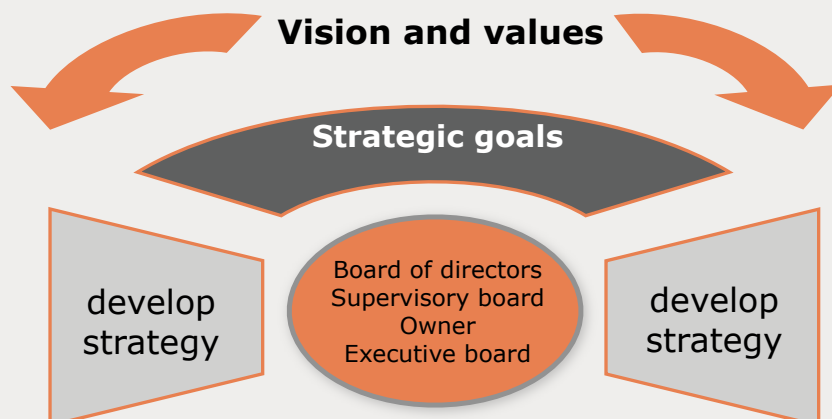 Vision and values
Strategic goals
develop
strategy
Board of directors
Supervisory board
Owner
Executive board
develop
strategy